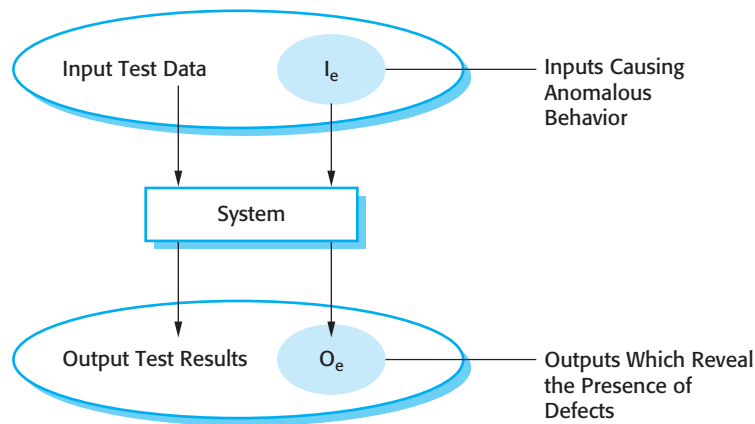 Input Test Data
Ie
Inputs Causing
Anomalous
Behavior
System
Output Test Results
Oe
Outputs Which Reveal
the Presence of
Defects